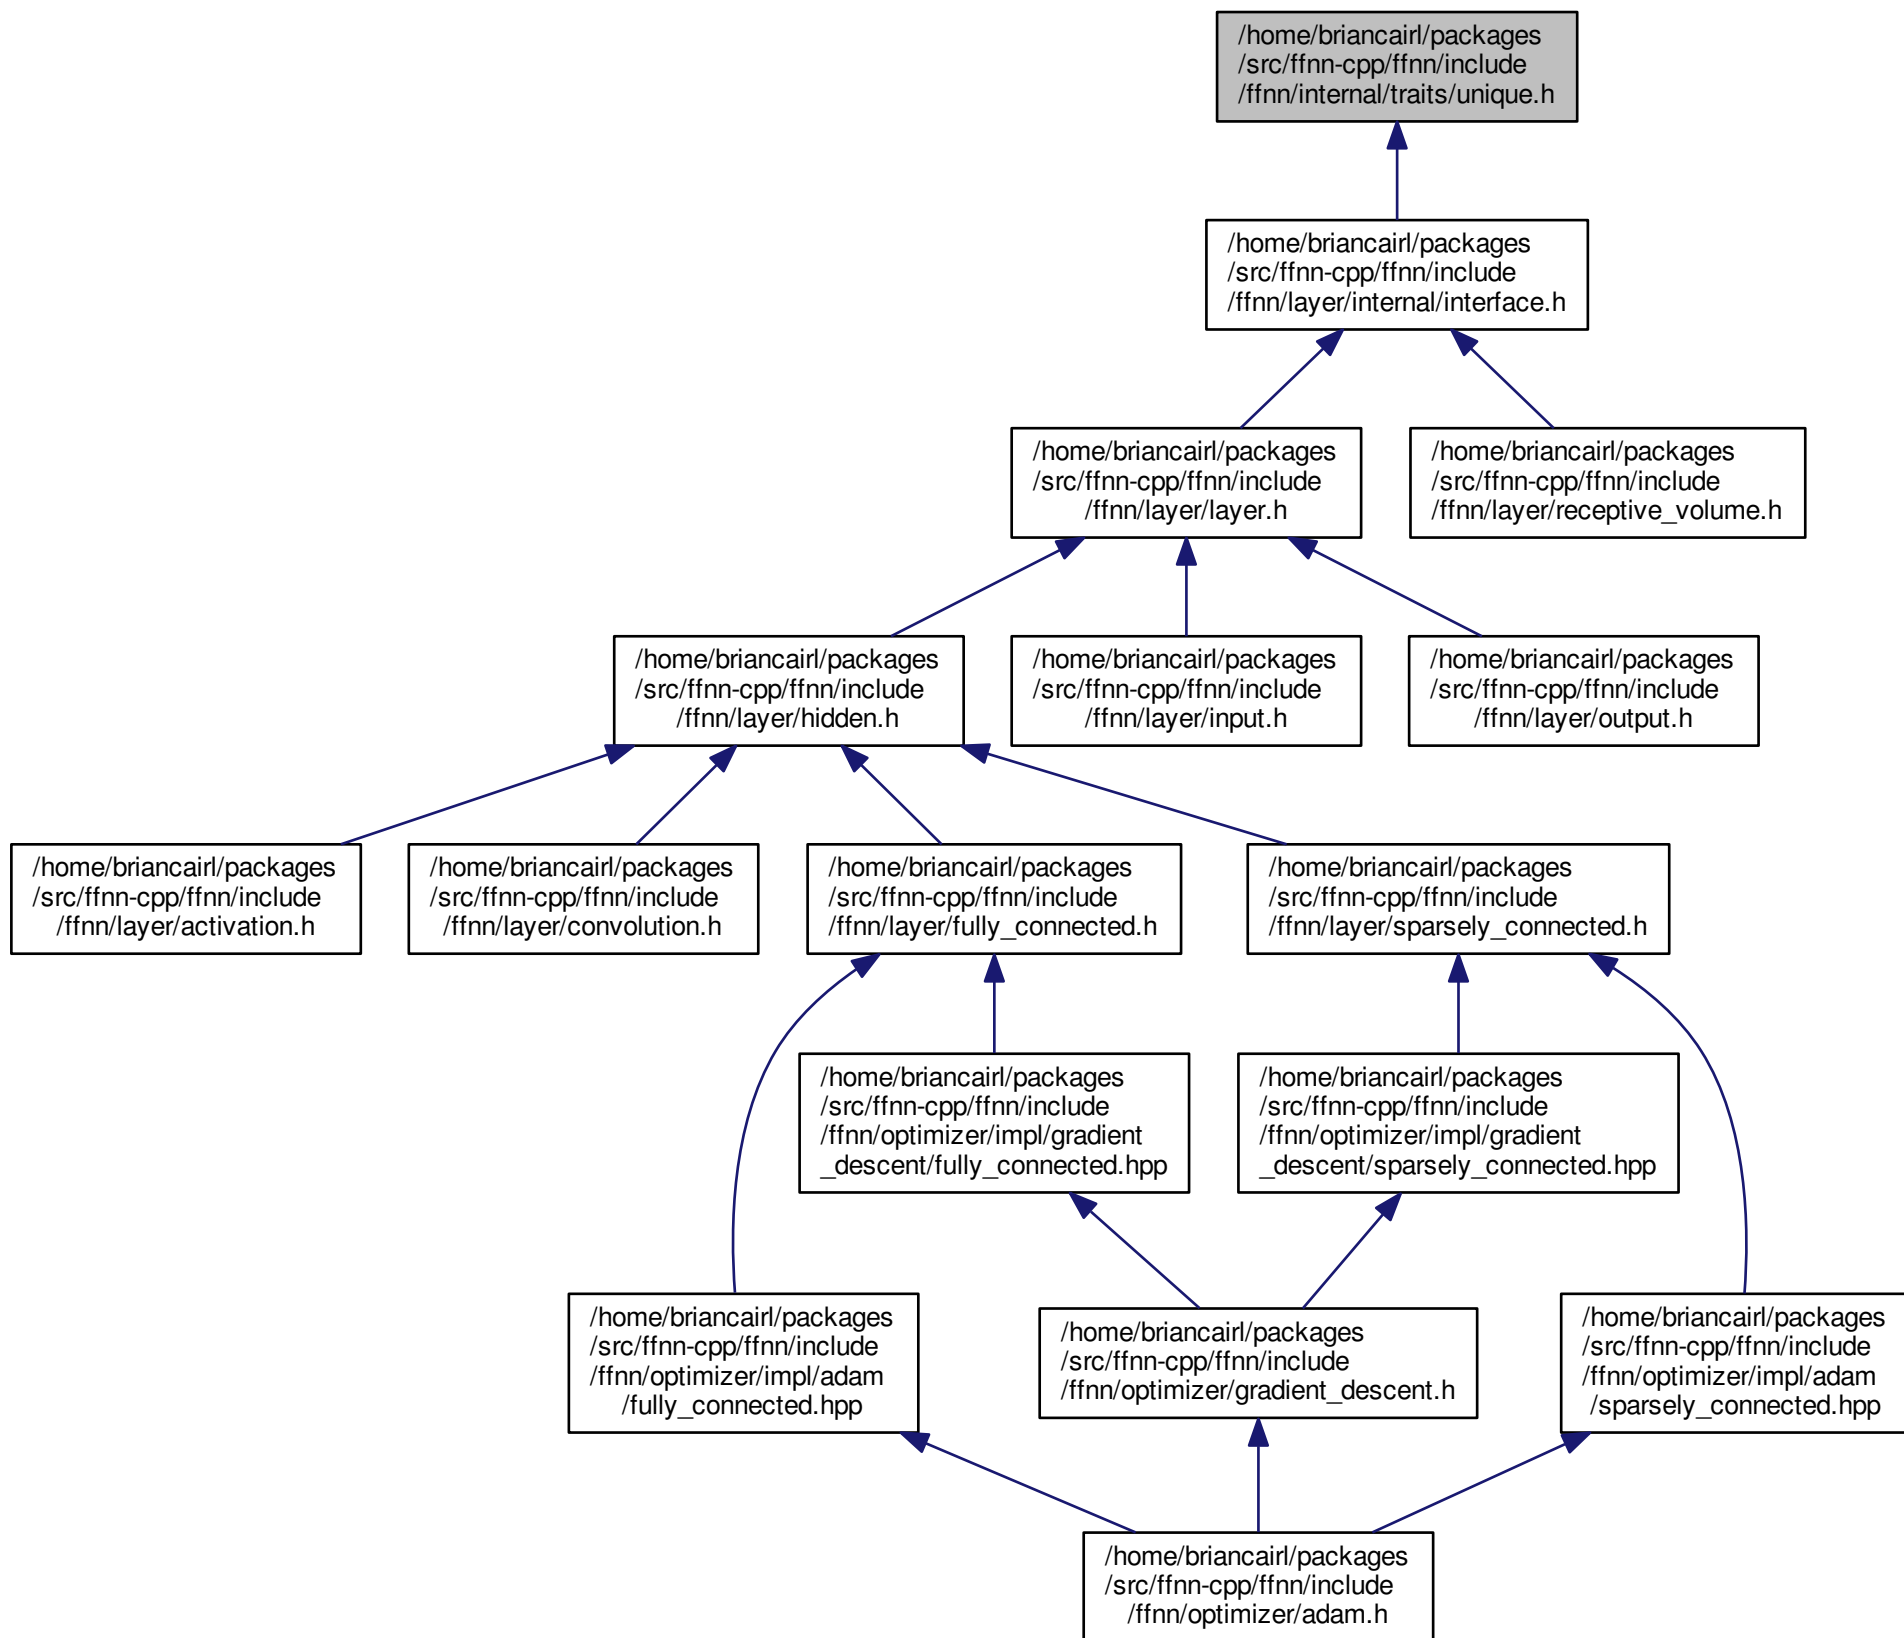 /home/briancairl/packages
/src/ffnn-cpp/ffnn/include
/ffnn/internal/traits/unique.h
/home/briancairl/packages
/src/ffnn-cpp/ffnn/include
/ffnn/layer/internal/interface.h
/home/briancairl/packages
/src/ffnn-cpp/ffnn/include
/ffnn/layer/layer.h
/home/briancairl/packages
/src/ffnn-cpp/ffnn/include
/ffnn/layer/receptive_volume.h
/home/briancairl/packages
/src/ffnn-cpp/ffnn/include
/ffnn/layer/hidden.h
/home/briancairl/packages
/src/ffnn-cpp/ffnn/include
/ffnn/layer/input.h
/home/briancairl/packages
/src/ffnn-cpp/ffnn/include
/ffnn/layer/output.h
/home/briancairl/packages
/src/ffnn-cpp/ffnn/include
/ffnn/layer/activation.h
/home/briancairl/packages
/src/ffnn-cpp/ffnn/include
/ffnn/layer/convolution.h
/home/briancairl/packages
/src/ffnn-cpp/ffnn/include
/ffnn/layer/fully_connected.h
/home/briancairl/packages
/src/ffnn-cpp/ffnn/include
/ffnn/layer/sparsely_connected.h
/home/briancairl/packages
/src/ffnn-cpp/ffnn/include
/ffnn/optimizer/impl/gradient
_descent/fully_connected.hpp
/home/briancairl/packages
/src/ffnn-cpp/ffnn/include
/ffnn/optimizer/impl/gradient
_descent/sparsely_connected.hpp
/home/briancairl/packages
/src/ffnn-cpp/ffnn/include
/ffnn/optimizer/impl/adam
/fully_connected.hpp
/home/briancairl/packages
/src/ffnn-cpp/ffnn/include
/ffnn/optimizer/gradient_descent.h
/home/briancairl/packages
/src/ffnn-cpp/ffnn/include
/ffnn/optimizer/impl/adam
/sparsely_connected.hpp
/home/briancairl/packages
/src/ffnn-cpp/ffnn/include
/ffnn/optimizer/adam.h